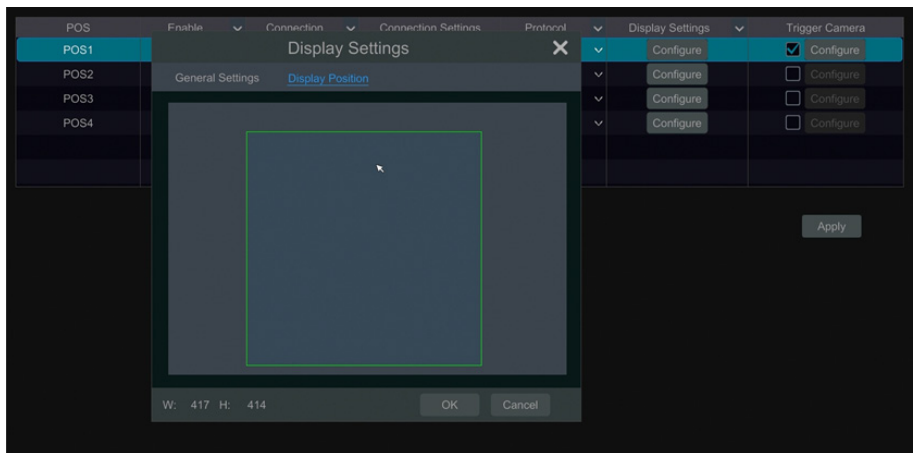 POS Enable Connection Connection Settings Protocol Display Settings Trigger Camera
Display Settings
POS1 Configure Configure
General Settings Display Position
POS2 Configure Configure
POS3 Configure Configure
POS4 Configure Configure
Apply
W: 417 H: 414 OK Cancel